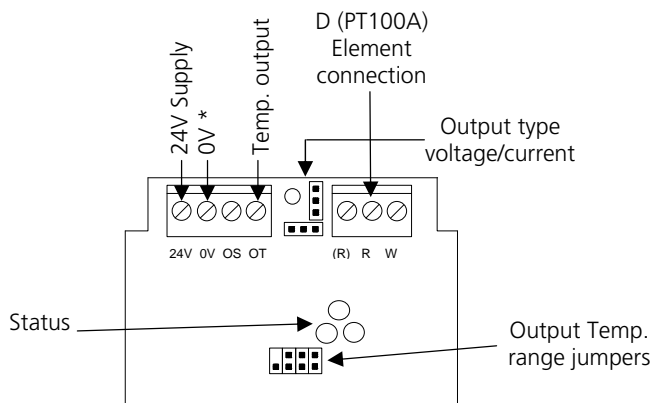 D (PT100A)
Element
connection
24V Supply
0V *
Temp. output
Output type
voltage/current
24V 0V OS OT
(R) R W
Status
Output Temp.
range jumpers